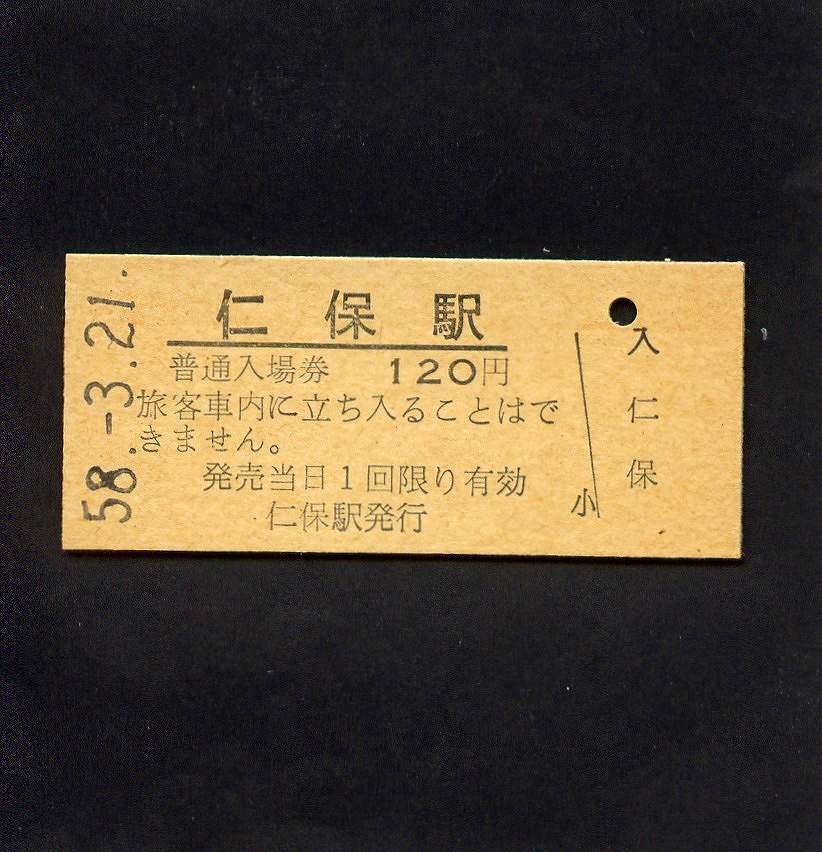 58.-3.21.
仁保駅
普通入場券 120円
旅客車内に立ち入ることはで
きません。
発売当日1回限り有効
仁保駅発行
小
入
仁
保